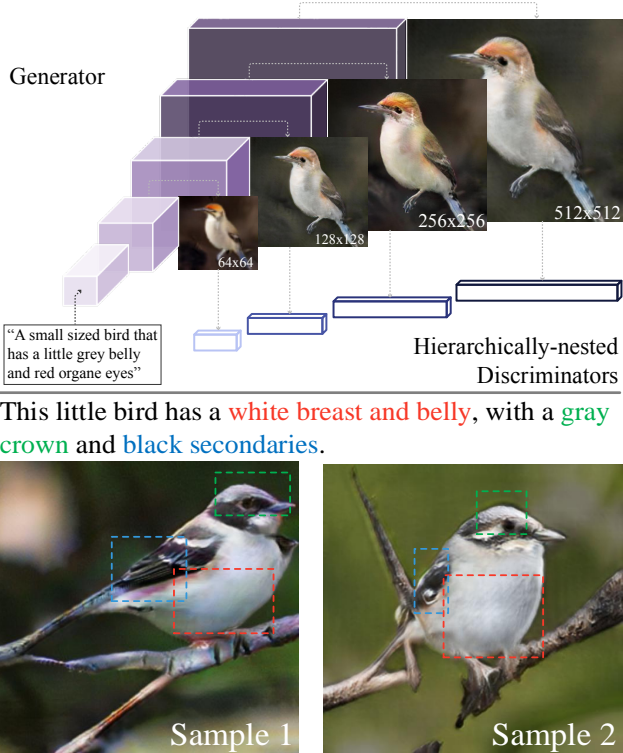 Generator
64x64
128x128
256x256
512x512
“A small sized bird that
has a little grey belly
and red organe eyes”
Hierarchically-nested
Discriminators
This little bird has a white breast and belly, with a gray
crown and black secondaries.
Sample 1
Sample 2